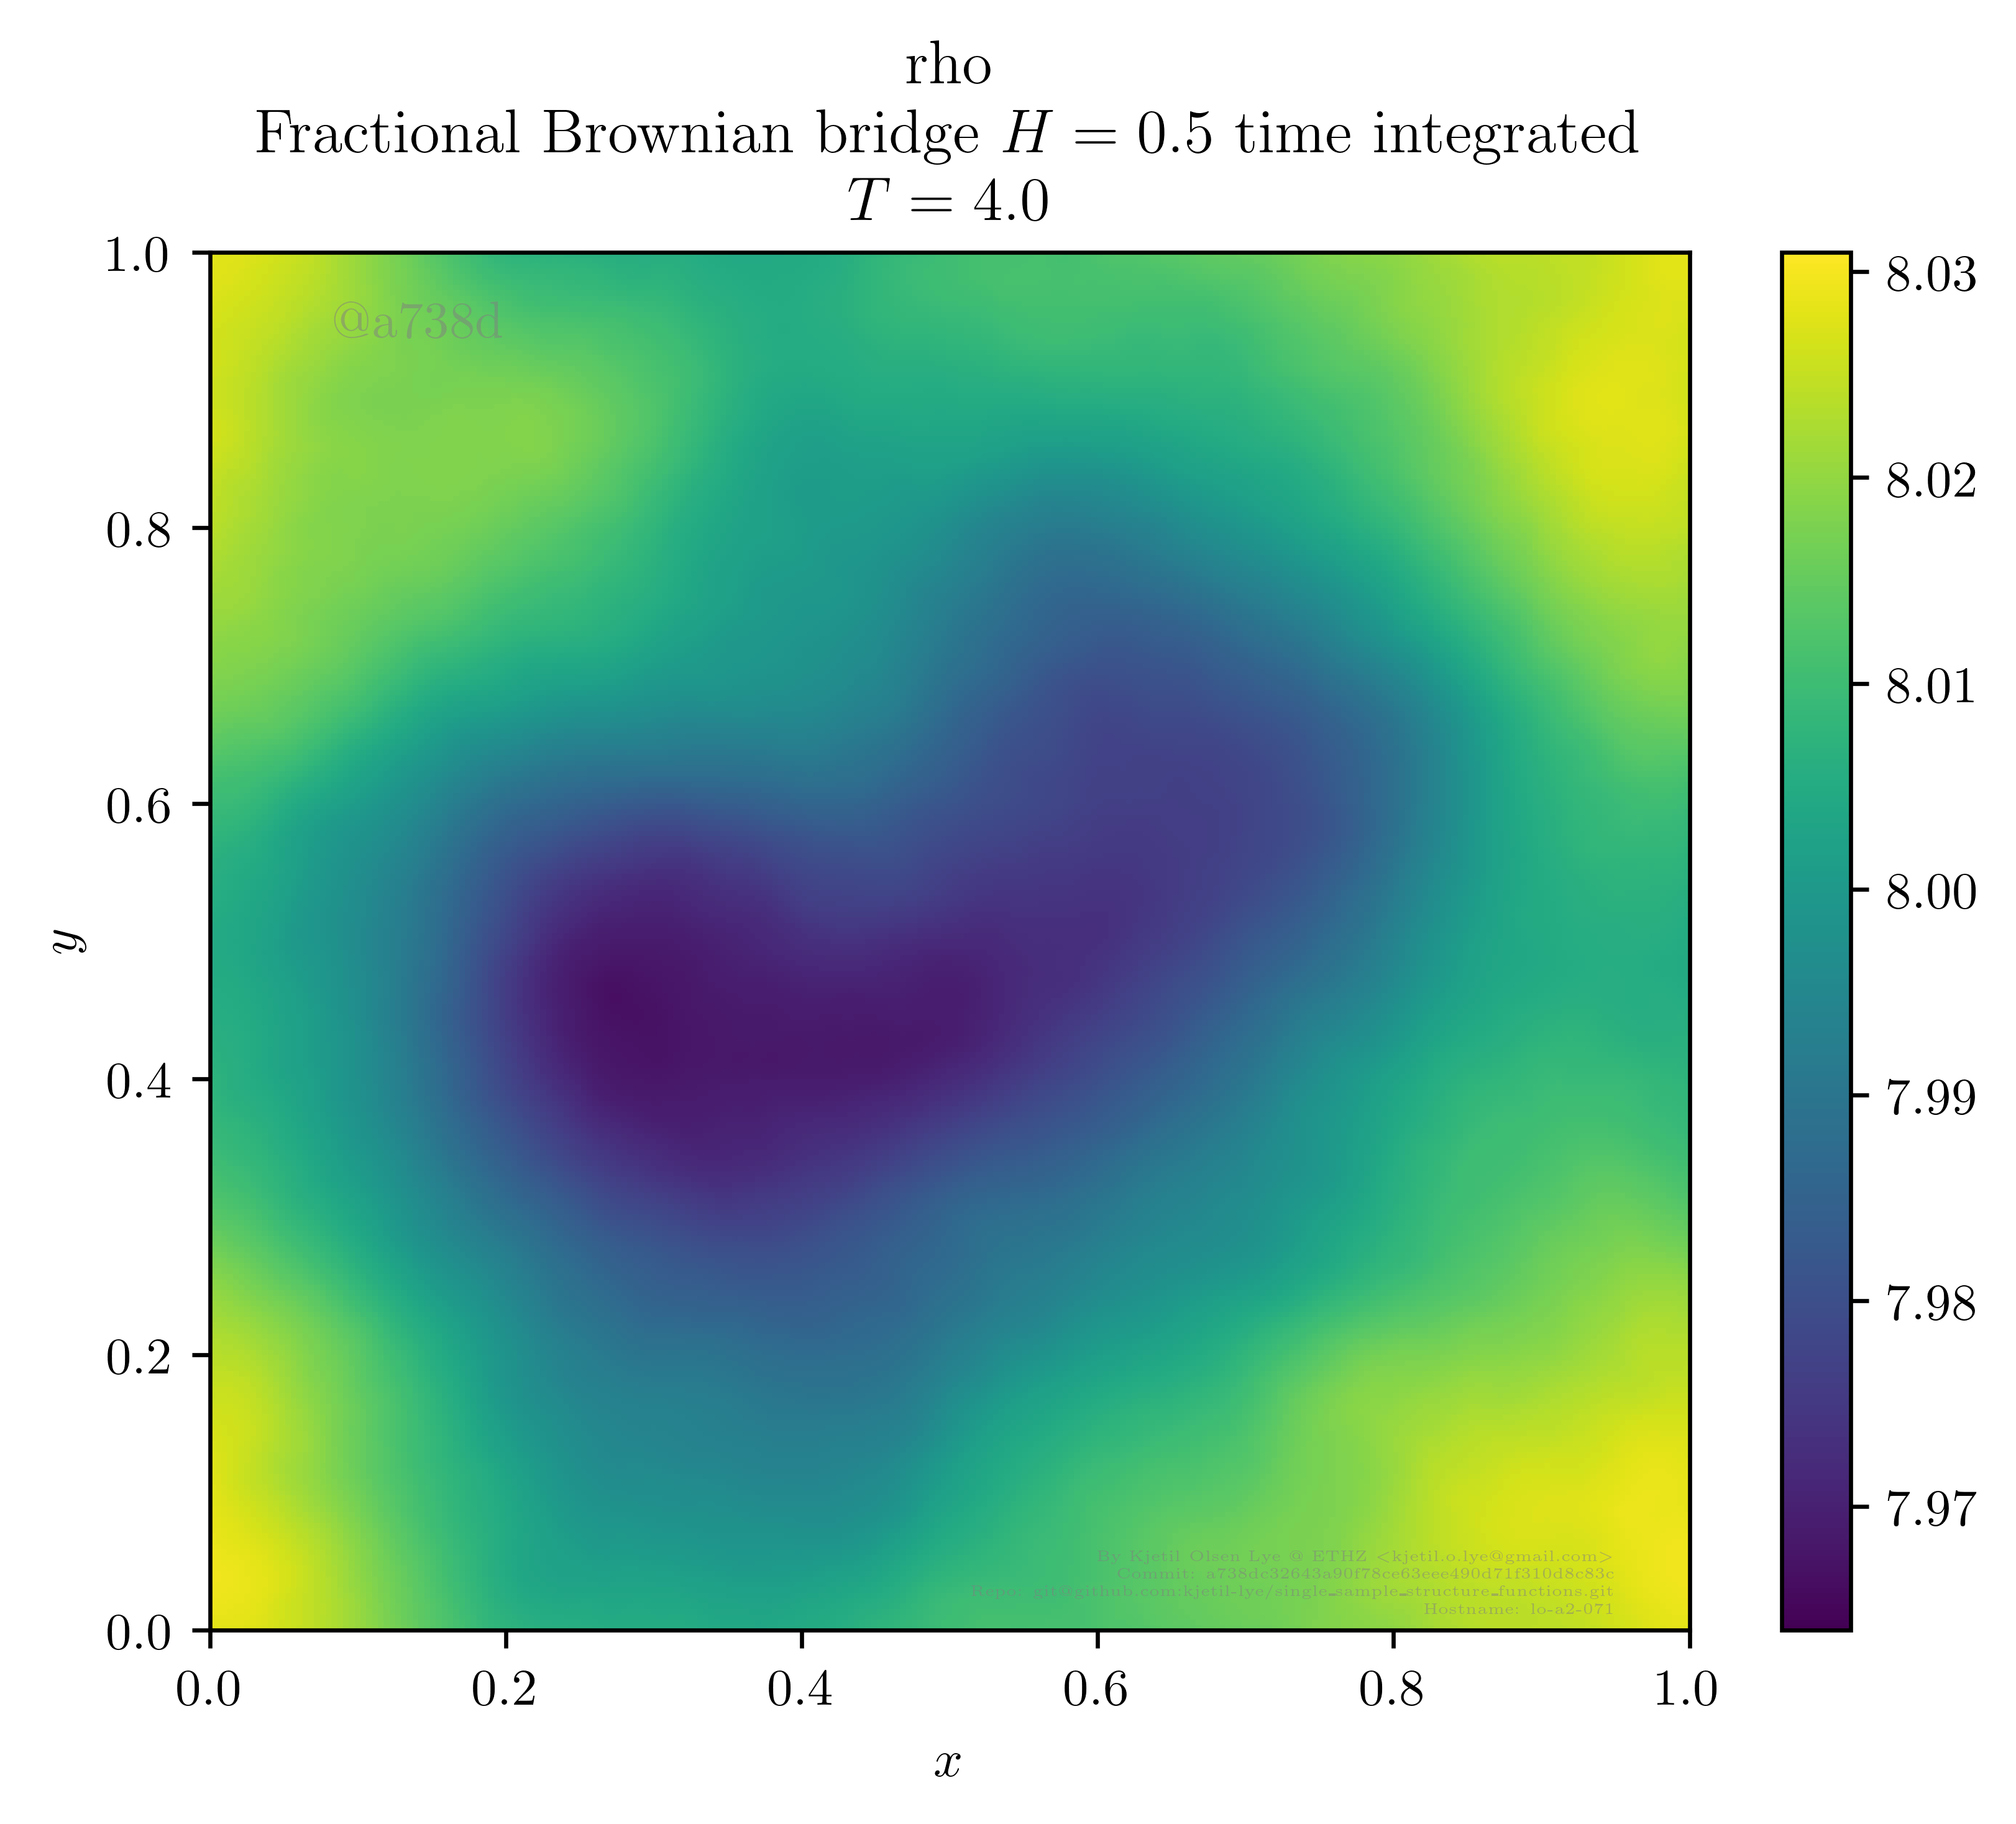 rho
Fractional Brownian bridge H = 0.5 time integrated
T = 4.0
1.0
0.8
0.6
0.4
0.2
0.0
y
@a738d
By Kjetil Olsen Lye @ ETHZ <kjetil.o.lye@gmail.com>
Commit: a738dc32643a90f78ce63eee490d71f310d8c83c
Repo: git@github.com:kjetil-lye/single_sample_structure_functions.git
Hostname: lo-a2-071
0.0 0.2 0.4 0.6 0.8 1.0
x
8.03
8.02
8.01
8.00
7.99
7.98
7.97